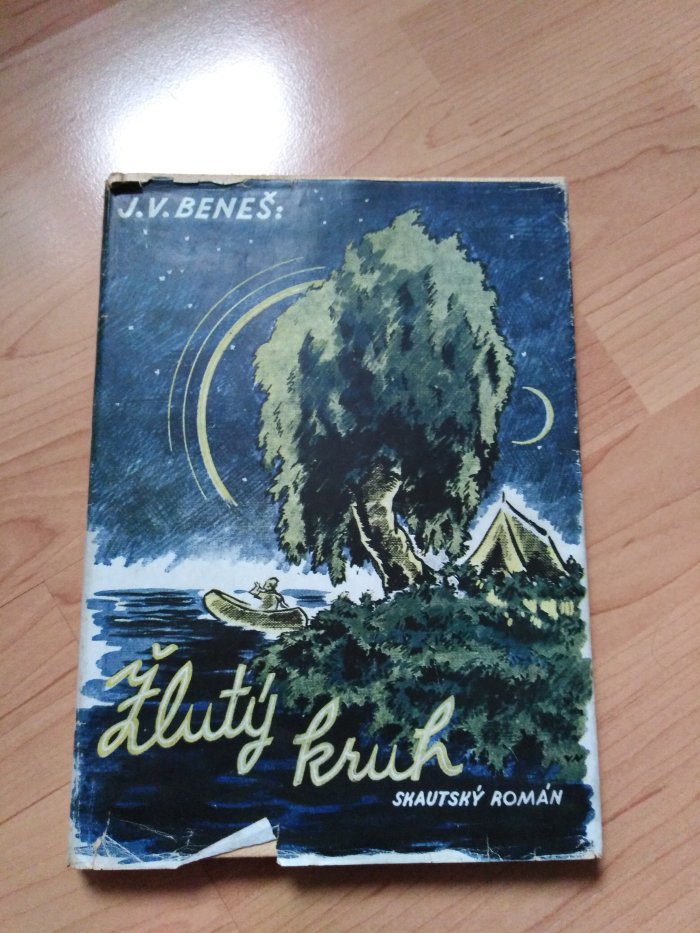 J.V. BENEŠ:
Žlutý
kruh
SKAUTSKÝ ROMÁN